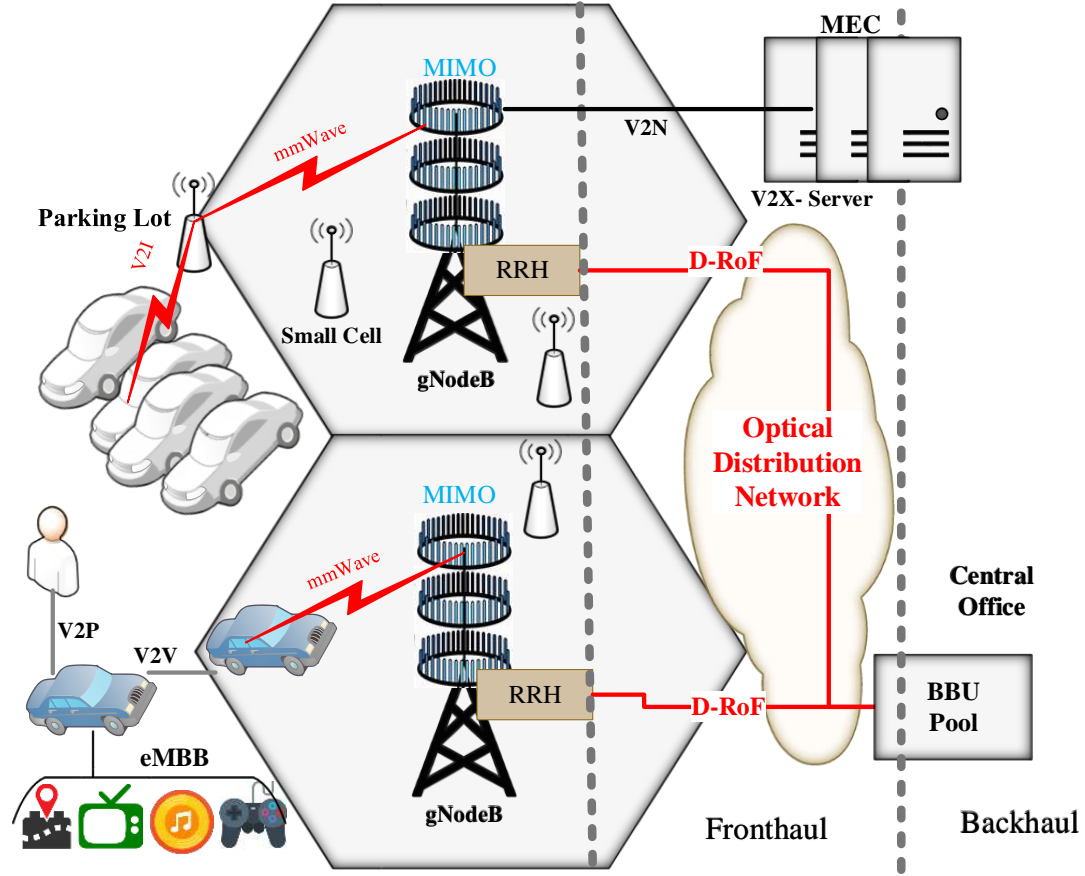 MEC
MIMO
V2N
mmWave
V2X- Server
Parking Lot
V2I
D-RoF
RRH
Small Cell
gNodeB
Optical
Distribution
Network
MIMO
mmWave
Central
Office
V2P
V2V
RRH
D-RoF
BBU
Pool
eMBB
gNodeB
Fronthaul
Backhaul